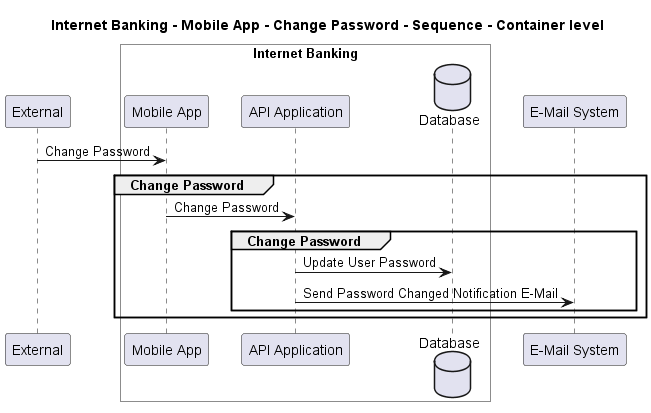 Internet Banking - Mobile App - Change Password - Sequence - Container level
Internet Banking
External
Mobile App
API Application
Database
E-Mail System
Change Password
Change Password
Change Password
Change Password
Update User Password
Send Password Changed Notification E-Mail
External
Mobile App
API Application
Database
E-Mail System